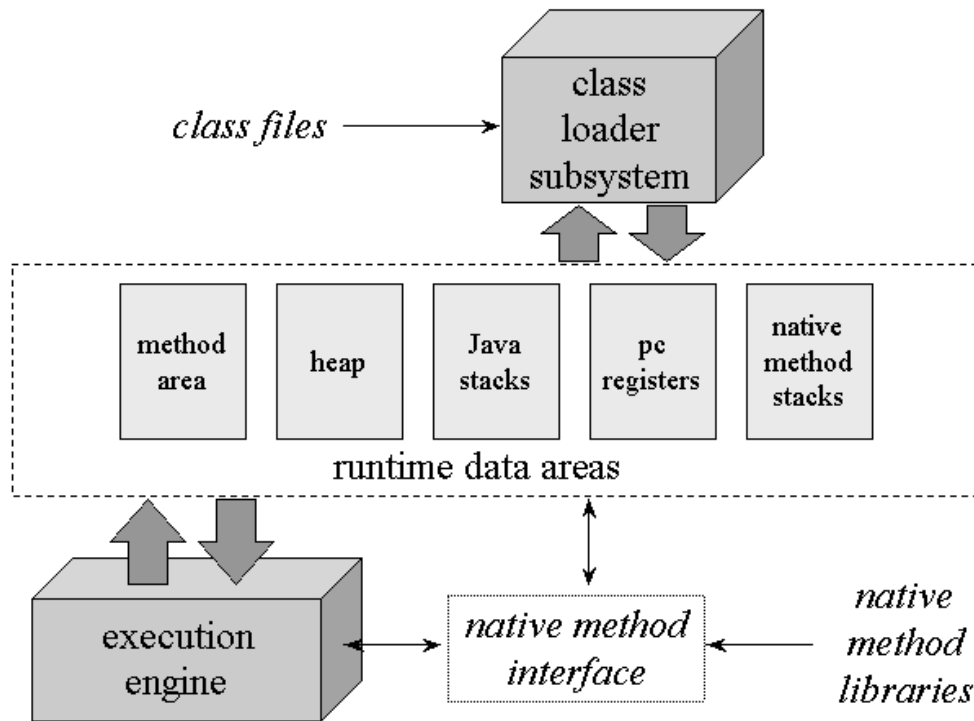 class
loader
subsystem
class files
method
area
heap
Java
stacks
pc
registers
native
method
stacks
runtime data areas
execution
engine
native method
interface
native
method
libraries